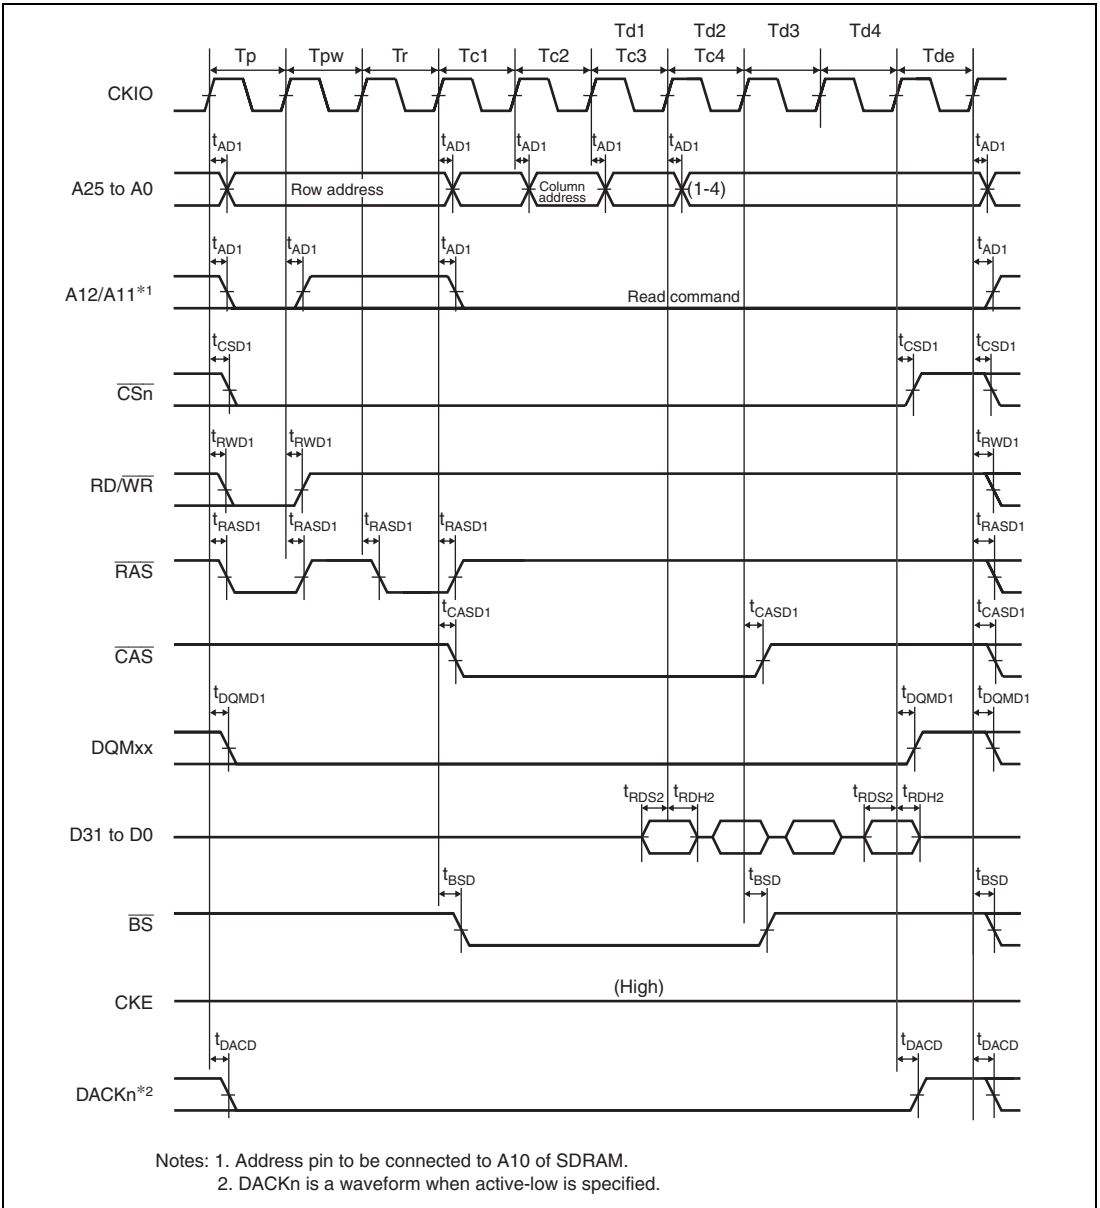 Td1 Td2 Td3 Td4
Tp Tpw Tr Tc1 Tc2 Tc3 Tc4 Tde
CKIO
tAD1 tAD1 tAD1 tAD1 tAD1 tAD1
A25 to A0 Row address Column address (1-4)
tAD1 tAD1 tAD1 tAD1
A12/A11*1 Read command
tCSD1 tCSD1 tCSD1
CSn
tRWD1 tRWD1 tRWD1
RD/WR
tRASD1 tRASD1 tRASD1 tRASD1 tRASD1
RAS
tCASD1 tCASD1 tCASD1
CAS
tDQMD1 tDQMD1 tDQMD1
DQMxx
tRDS2 tRDH2 tRDS2 tRDH2
D31 to D0
tBSD tBSD tBSD
BS
(High)
CKE
tDACD tDACD tDACD
DACKn*2
Notes: 1. Address pin to be connected to A10 of SDRAM.
2. DACKn is a waveform when active-low is specified.